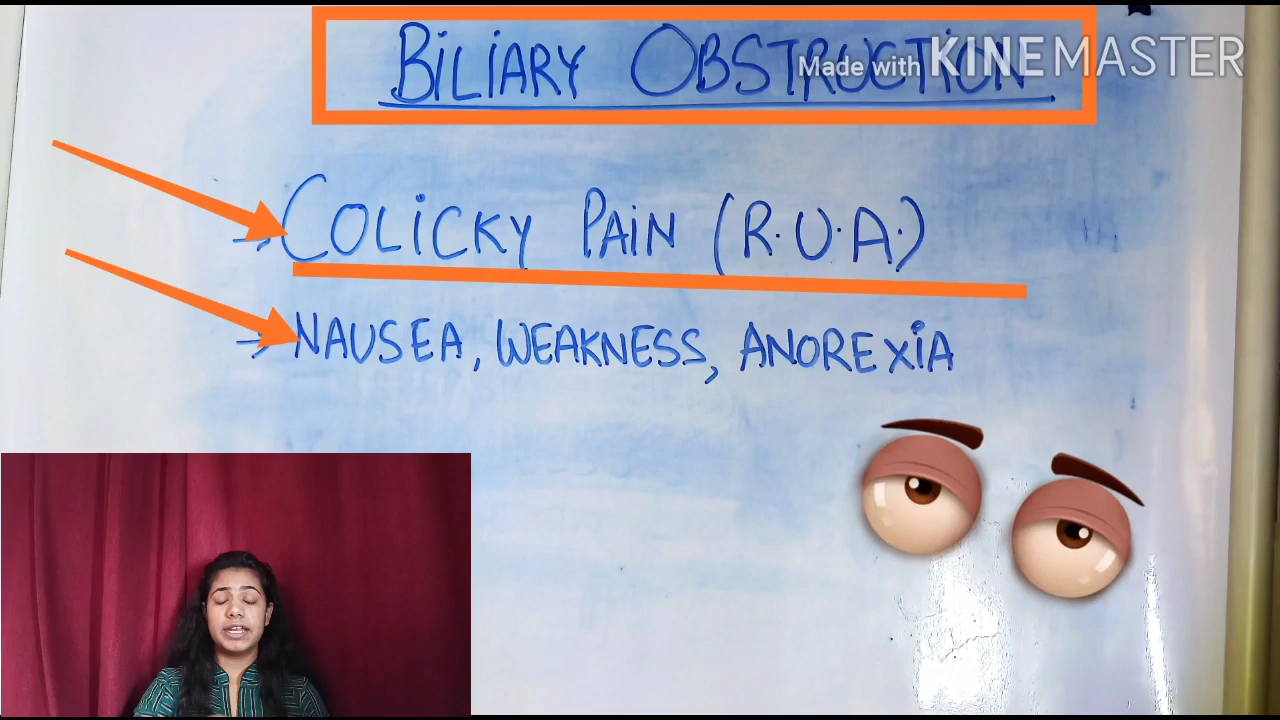 BILIARY OBSTRUCTION
Made with KINEMASTER
→ COLICKY PAIN (R.U.A.)
→ NAUSEA, WEAKNESS, ANOREXIA